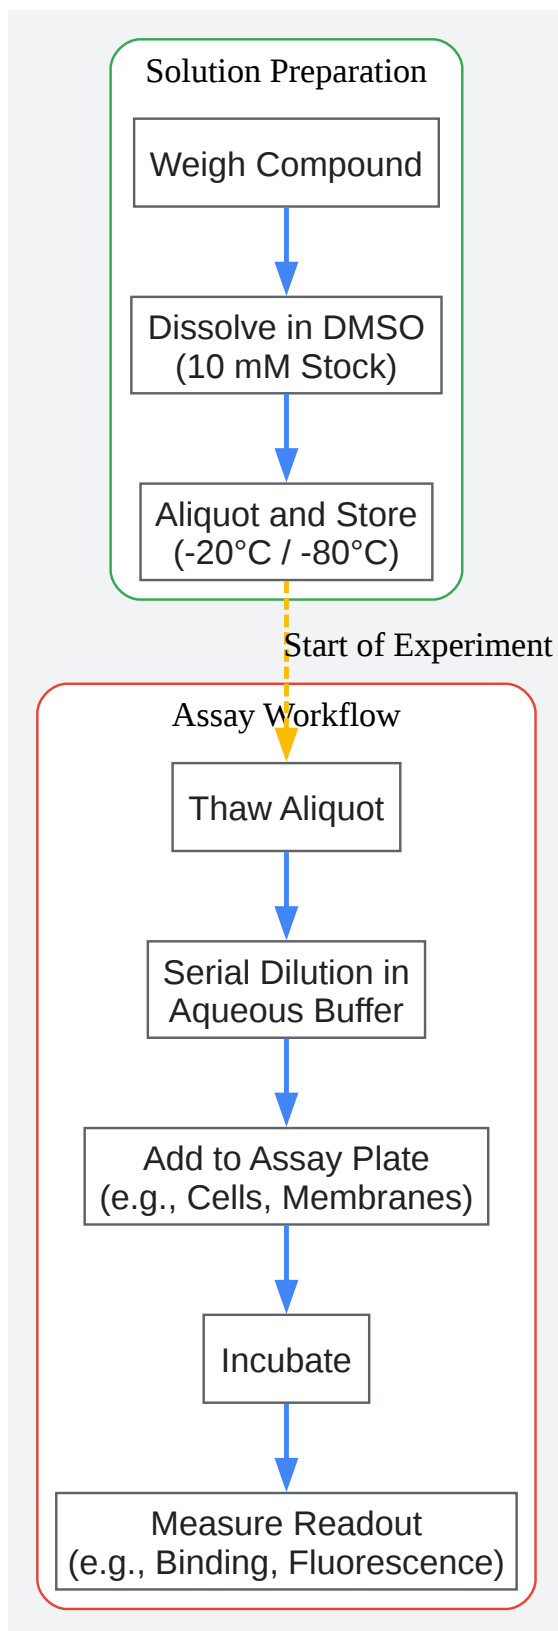 Solution Preparation
Weigh Compound
Dissolve in DMSO
(10 mM Stock)
Aliquot and Store
(-20°C / -80°C)
Start of Experiment
Assay Workflow
Thaw Aliquot
Serial Dilution in
Aqueous Buffer
Add to Assay Plate
(e.g., Cells, Membranes)
Incubate
Measure Readout
(e.g., Binding, Fluorescence)